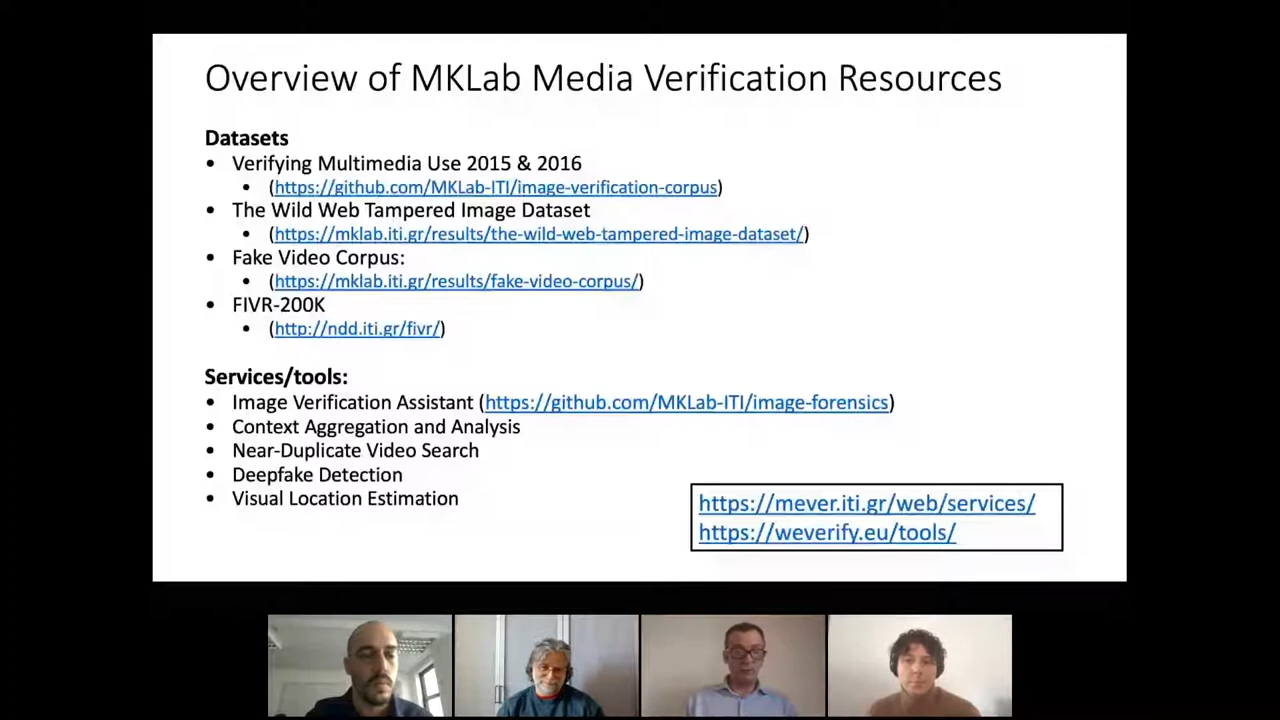 Overview of MKLab Media Verification Resources
Datasets
• Verifying Multimedia Use 2015 & 2016
• (https://github.com/MKLab-ITI/image-verification-corpus)
• The Wild Web Tampered Image Dataset
• (https://mklab.iti.gr/results/the-wild-web-tampered-image-dataset/)
• Fake Video Corpus:
• (https://mklab.iti.gr/results/fake-video-corpus/)
• FIVR-200K
• (http://ndd.iti.gr/fivr/)
Services/tools:
• Image Verification Assistant (https://github.com/MKLab-ITI/image-forensics)
• Context Aggregation and Analysis
• Near-Duplicate Video Search
• Deepfake Detection
• Visual Location Estimation
https://mever.iti.gr/web/services/
https://weverify.eu/tools/